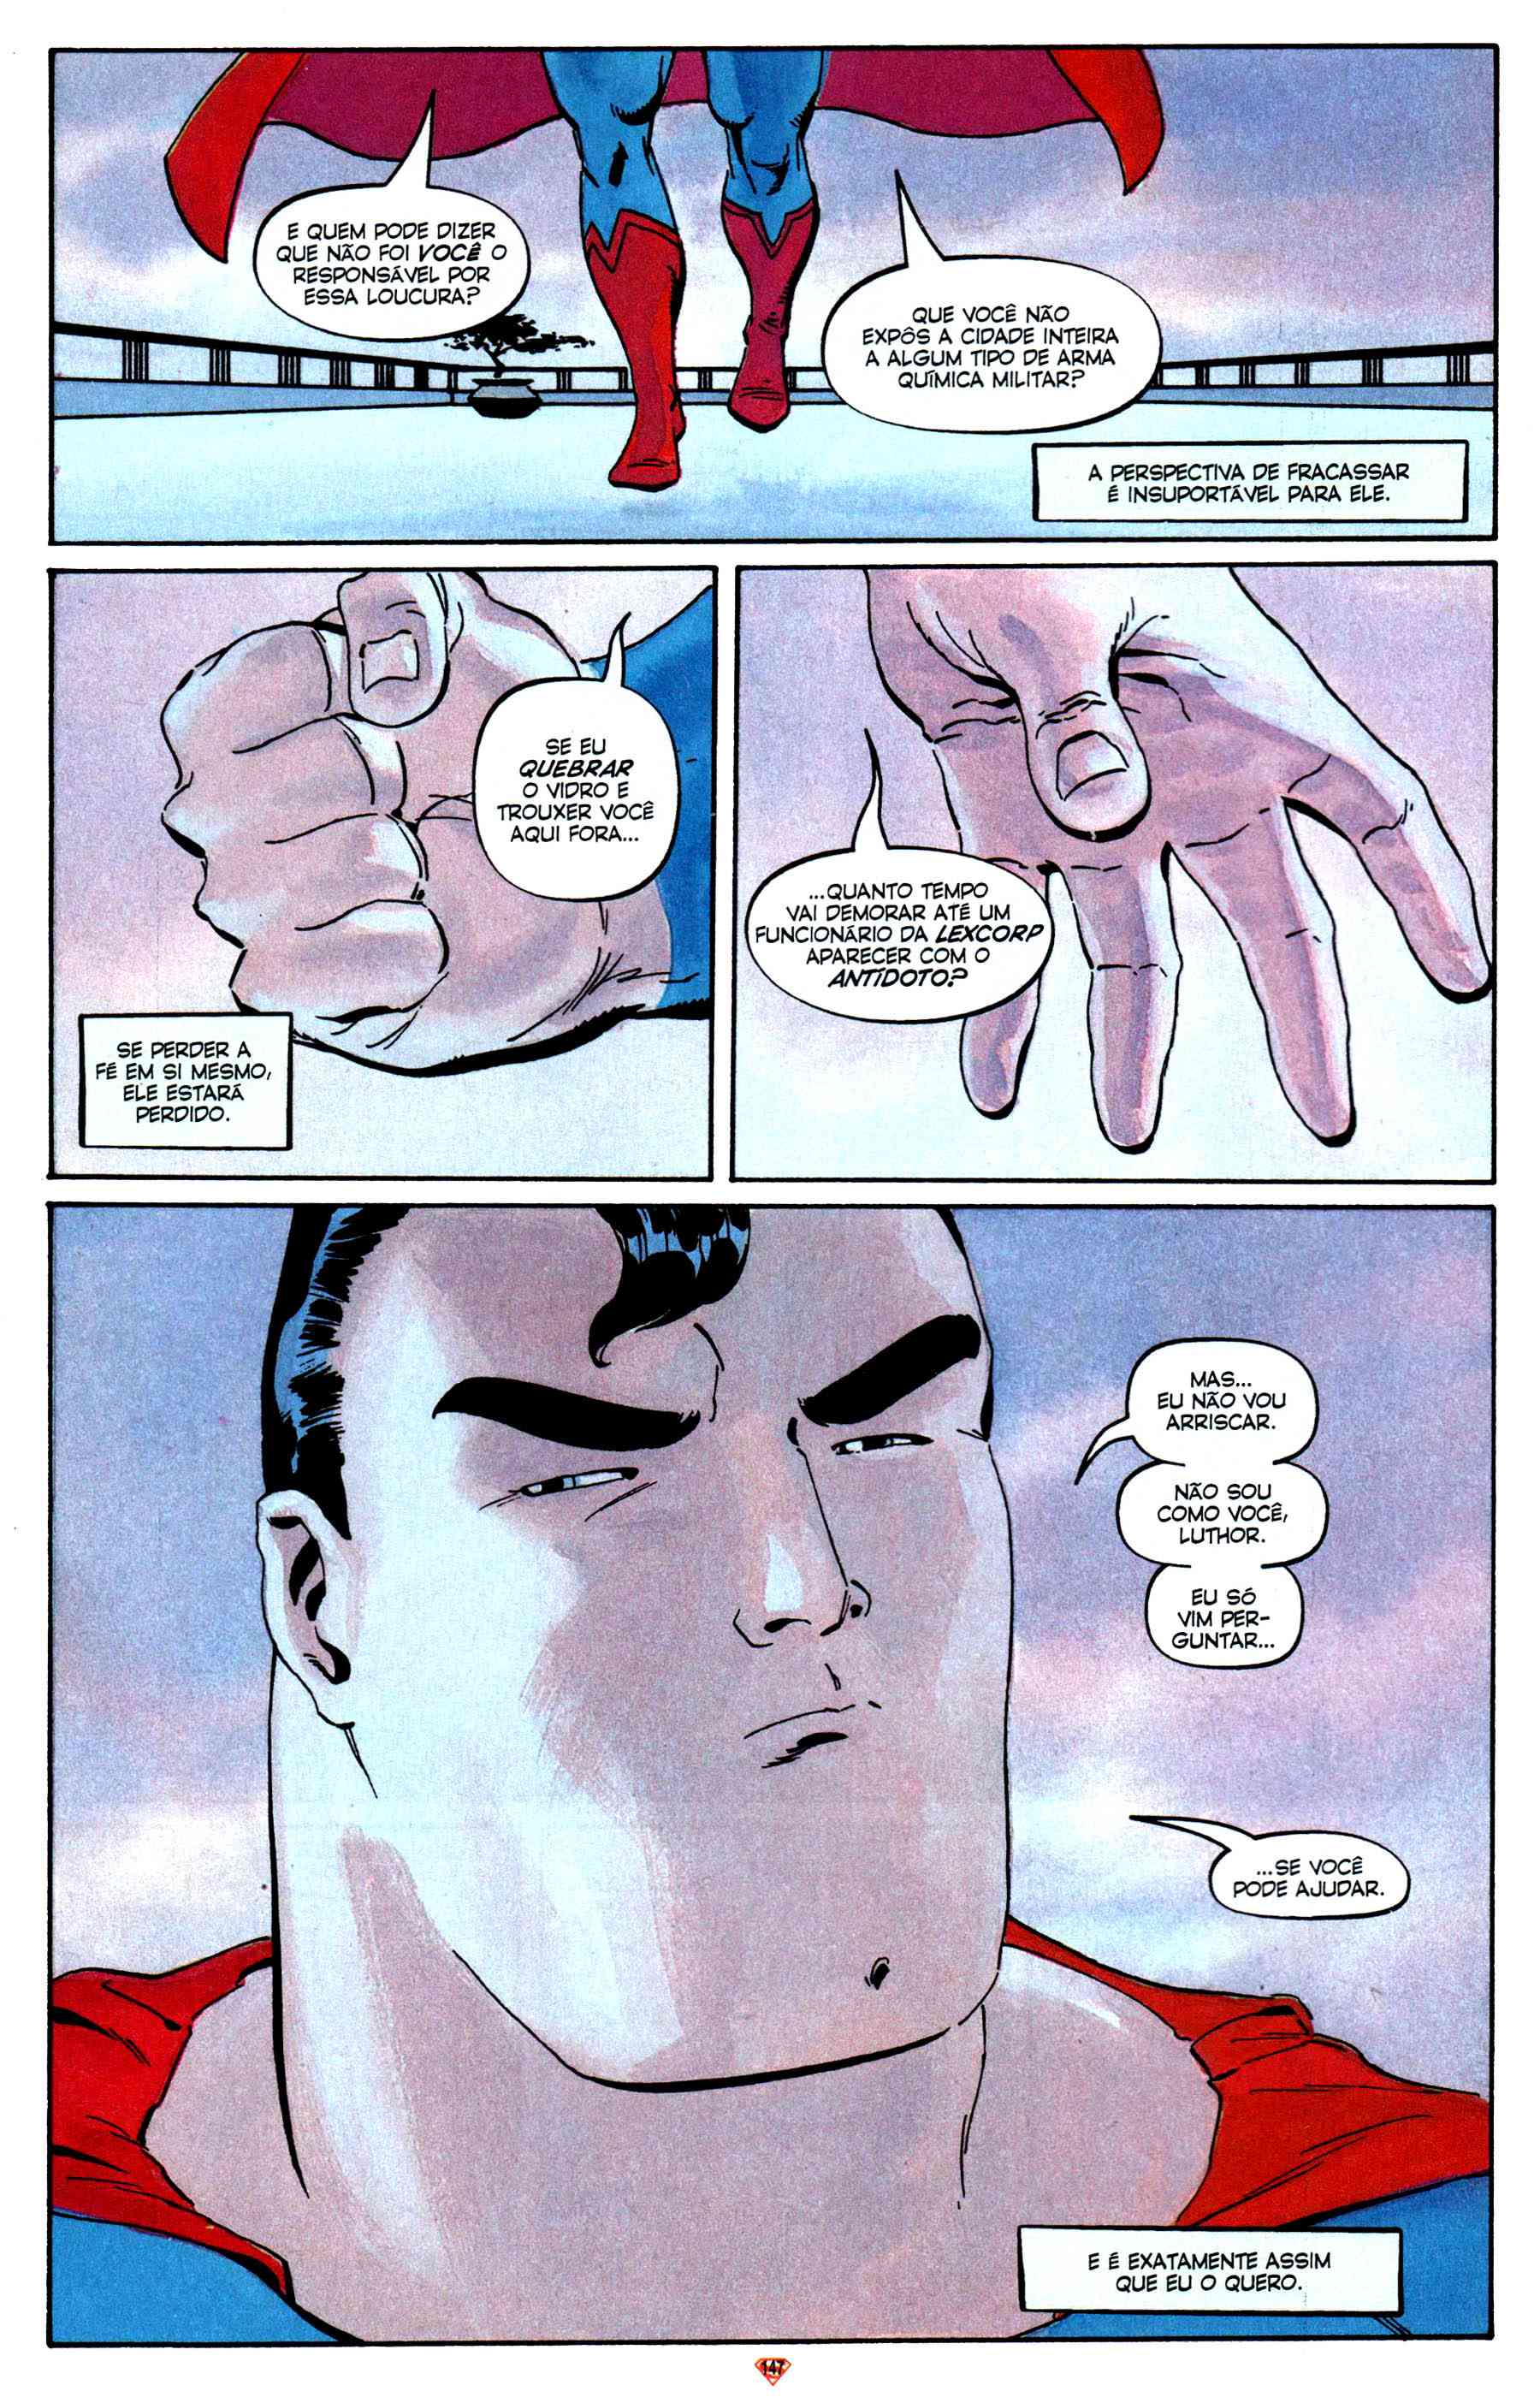 E QUEM PODE DIZER
QUE NÃO FOI VOCÊ O
RESPONSÁVEL POR
ESSA LOUCURA?
QUE VOCÊ NÃO
EXPÔS A CIDADE INTEIRA
A ALGUM TIPO DE ARMA
QUÍMICA MILITAR?
A PERSPECTIVA DE FRACASSAR
É INSUPORTÁVEL PARA ELE.
SE EU
QUEBRAR
O VIDRO E
TROUXER VOCÊ
AQUI FORA...
SE PERDER A
FÉ EM SI MESMO,
ELE ESTARÁ
PERDIDO.
...QUANTO TEMPO
VAI DEMORAR ATÉ UM
FUNCIONÁRIO DA LEXCORP
APARECER COM O
ANTÍDOTO?
MAS...
EU NÃO VOU
ARRISCAR.
NÃO SOU
COMO VOCÊ,
LUTHOR.
EU SÓ
VIM PER-
GUNTAR...
...SE VOCÊ
PODE AJUDAR.
E É EXATAMENTE ASSIM
QUE EU O QUERO.
147